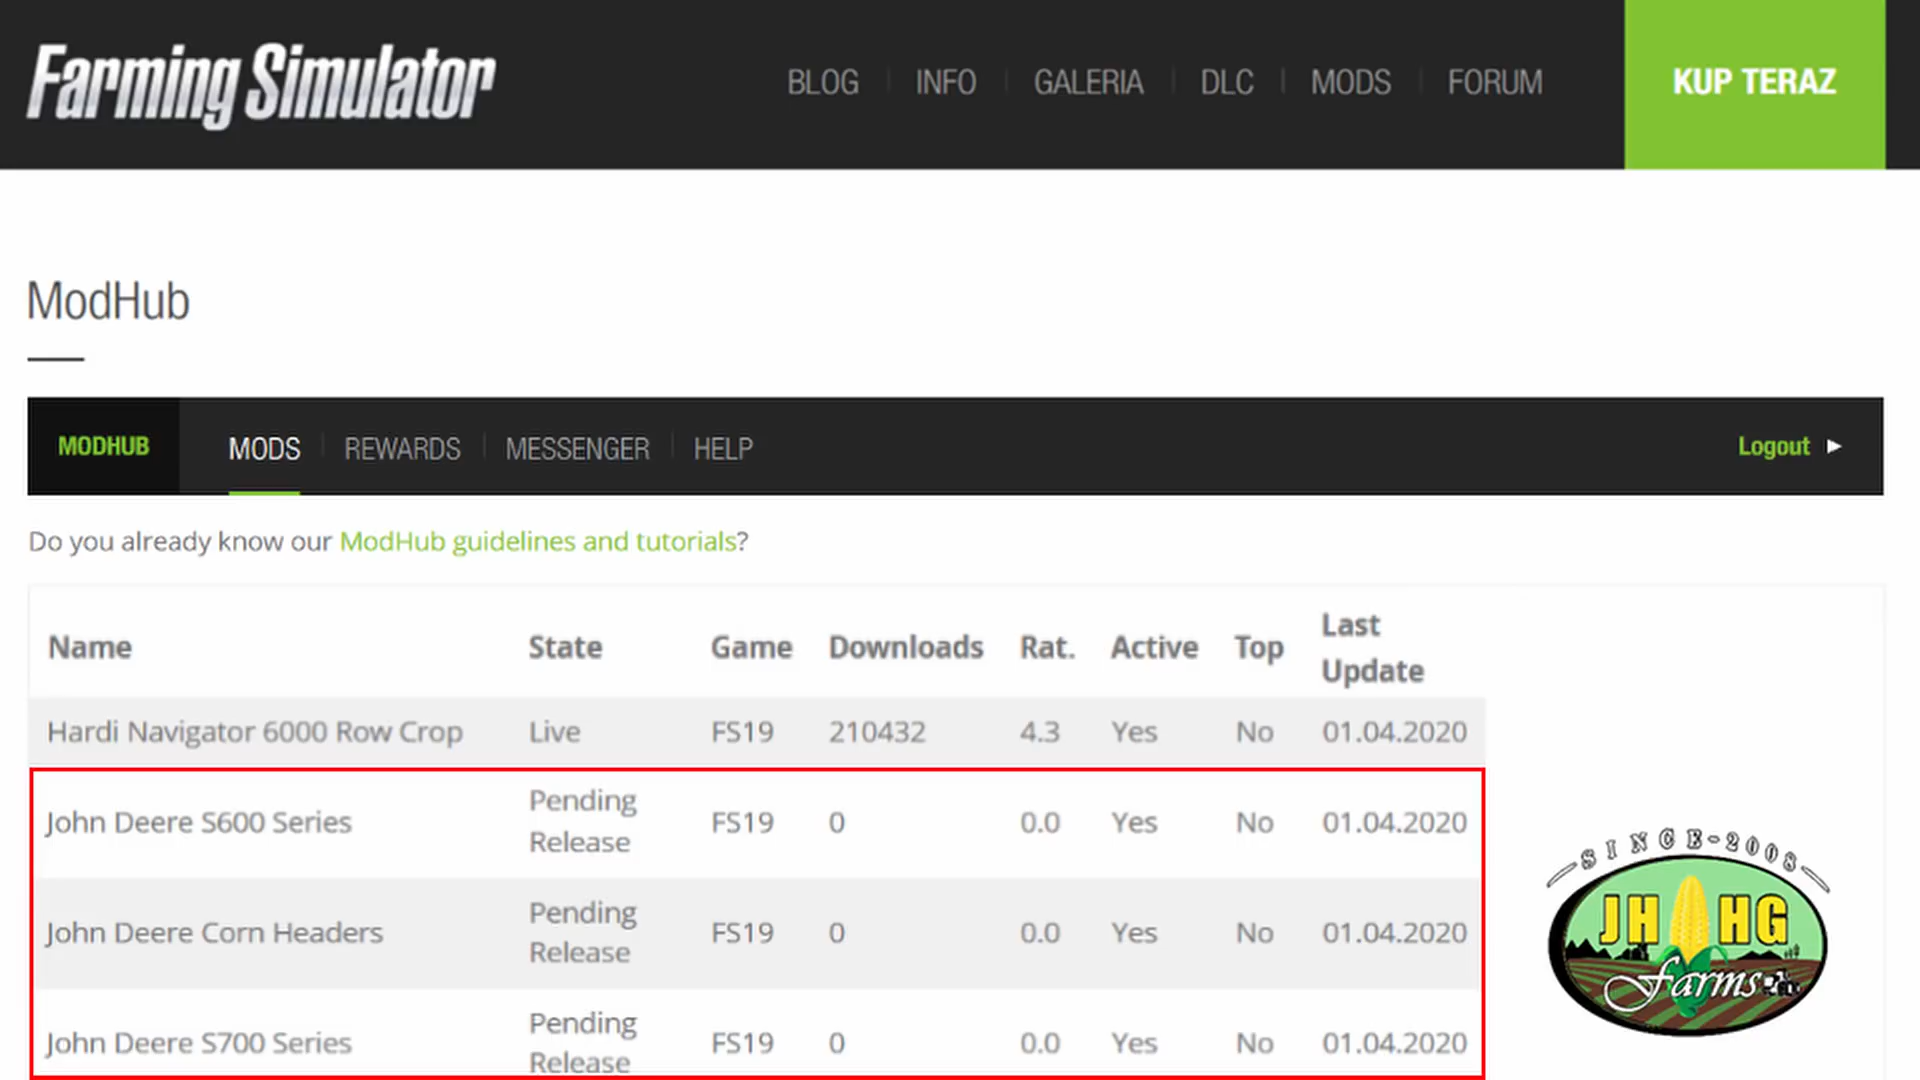 Farming Simulator
BLOG INFO GALERIA DLC MODS FORUM KUP TERAZ
ModHub
MODHUB MODS REWARDS MESSENGER HELP Logout
Do you already know our ModHub guidelines and tutorials?
Name State Game Downloads Rat. Active Top Last Update
Hardi Navigator 6000 Row Crop Live FS19 210432 4.3 Yes No 01.04.2020
John Deere S600 Series Pending Release FS19 0 0.0 Yes No 01.04.2020
John Deere Corn Headers Pending Release FS19 0 0.0 Yes No 01.04.2020
John Deere S700 Series Pending Release FS19 0 0.0 Yes No 01.04.2020
SINCE-2008
JHHG
Farms